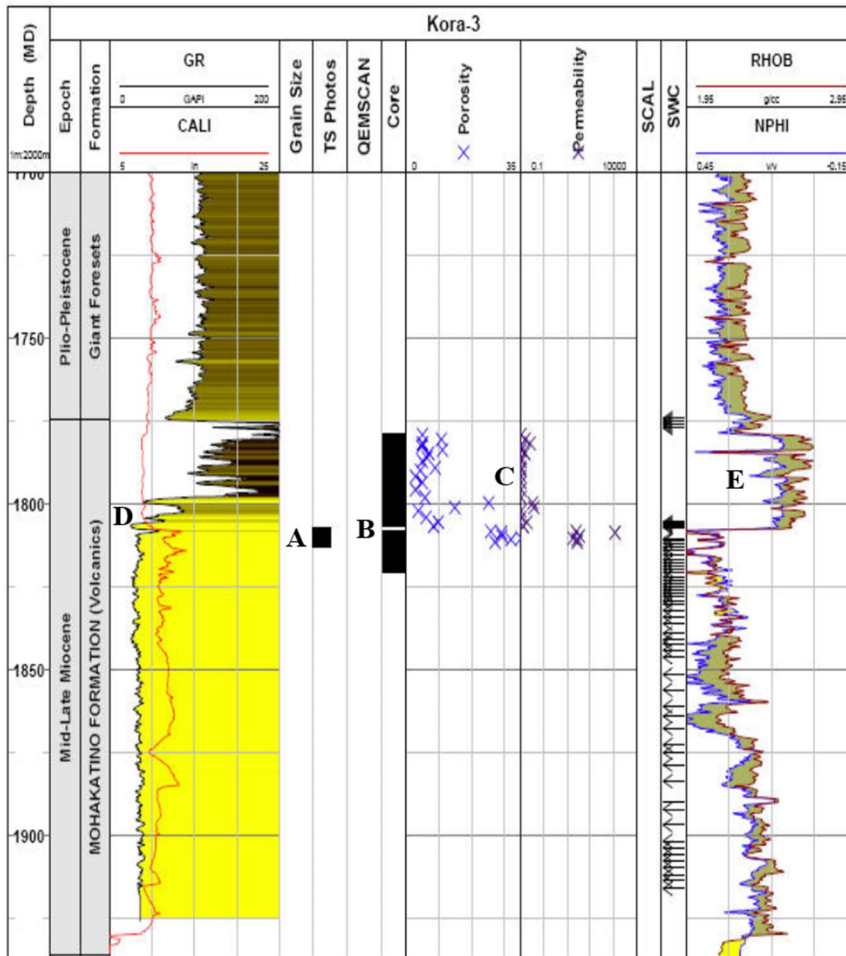 Kora-3
Depth (MD)
1m:2000m
Epoch
Formation
GR
0 GAPI 200
CALI
5 in 25
Grain Size
TS Photos
QEMSCAN
Core
Porosity
0 35
Permeability
0.1 10000
SCAL
SWC
RHOB
1.95 g/cc 2.95
NPHI
0.45 v/v -0.15
1700
1750
1800
1850
1900
Plio-Pleistocene
Giant Foresets
Mid-Late Miocene
MOHAKATINO FORMATION (Volcanics)
A
B
C
D
E